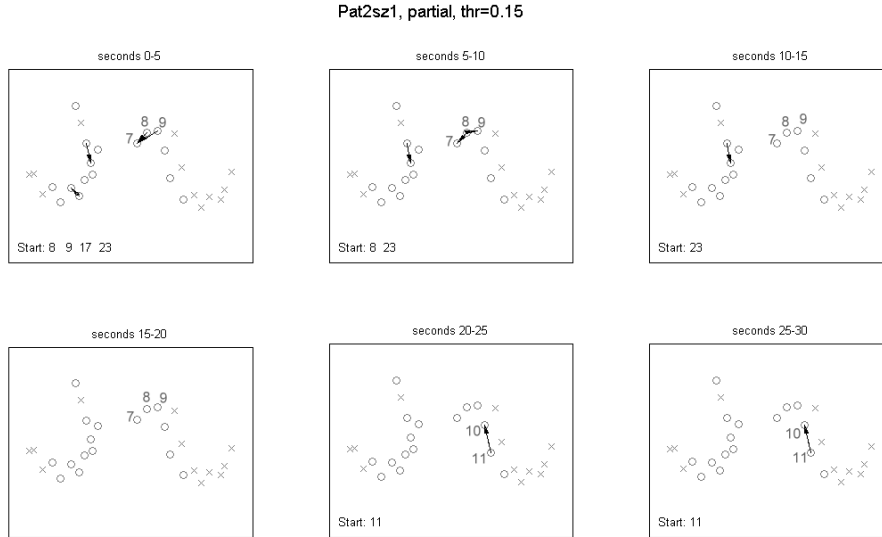 Pat2sz1, partial, thr=0.15
seconds 0-5
seconds 5-10
seconds 10-15
8 9
7
Start: 8 9 17 23
8 9
7
Start: 8 23
8 9
7
Start: 23
seconds 15-20
seconds 20-25
seconds 25-30
8 9
7
10
11
Start: 11
10
11
Start: 11